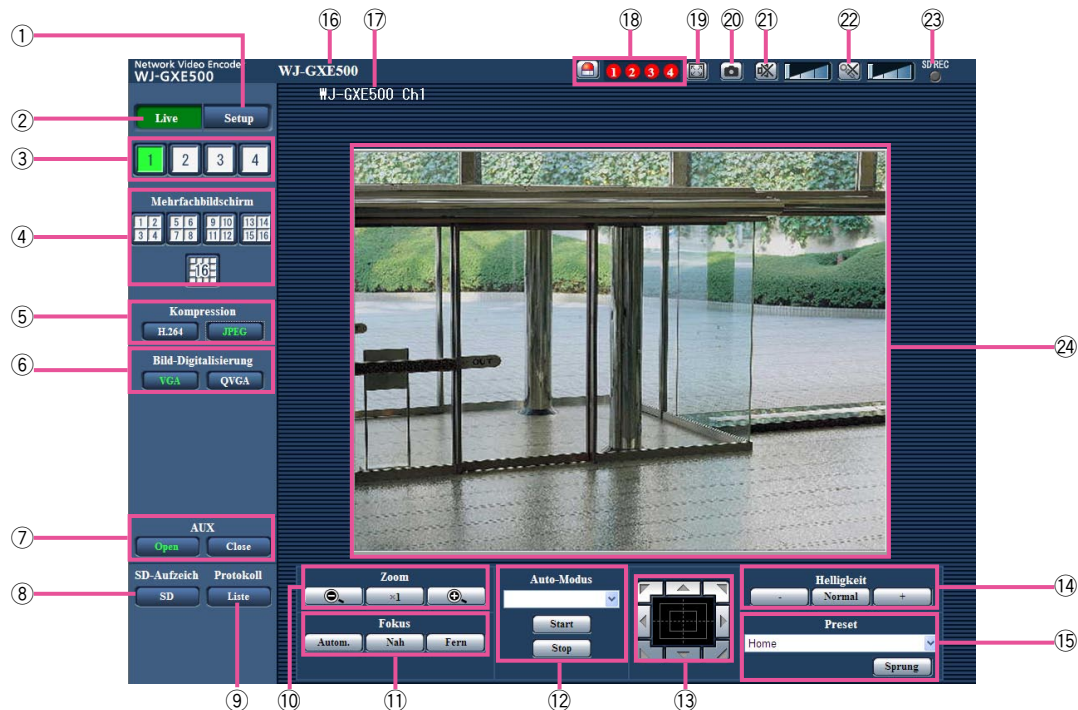 ① ⑯ ⑰ ⑱ ⑲ ⑳ ㉑ ㉒ ㉓
Network Video Encode
WJ-GXE500
WJ-GXE500
1 2 3 4
SD REC
WJ-GXE500 Ch1
② Live Setup
③ 1 2 3 4
Mehrfachbildschirm
④ 1 2 5 6 9 10 13 14
3 4 7 8 11 12 15 16
16
Kompression
⑤ H.264 JPEG
Bild-Digitalisierung
⑥ VGA QVGA
OUT
㉔
AUX
⑦ Open Close
SD-Aufzeich Protokoll
⑧ SD Liste
Zoom
×1
Fokus
Autom. Nah Fern
Auto-Modus
Start
Stop
Helligkeit
- Normal + ⑭
Preset
Home ⑮
Sprung
⑨ ⑩ ⑪ ⑫ ⑬